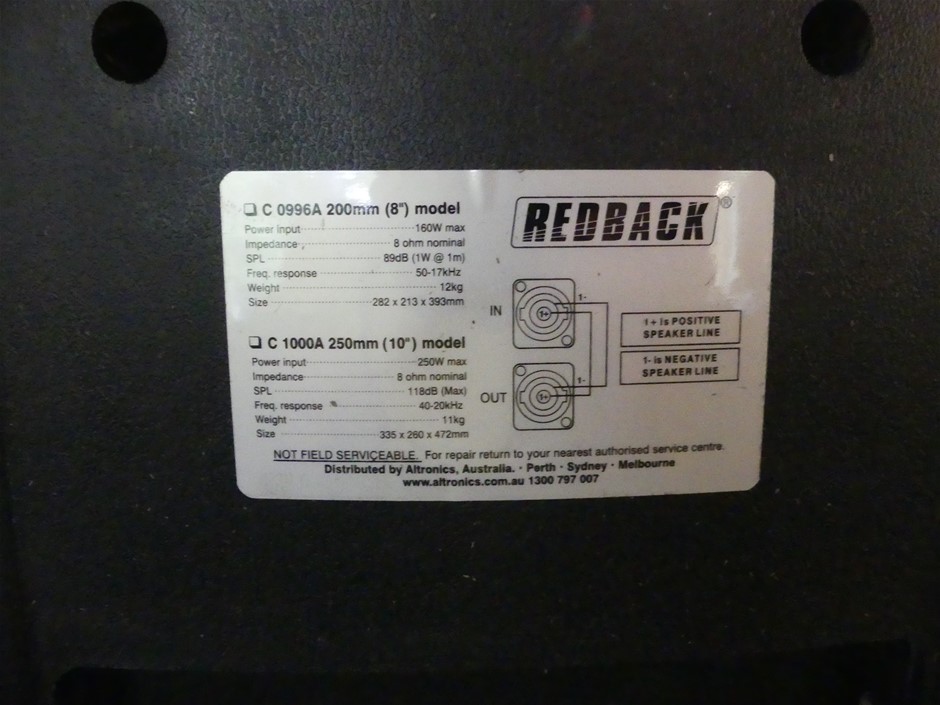 ❏ C 0996A 200mm (8") model
Power input 160W max
Impedance 8 ohm nominal
SPL 89dB (1W @ 1m)
Freq. response 50-17kHz
Weight 12kg
Size 282 x 213 x 393mm
❏ C 1000A 250mm (10") model
Power input 250W max
Impedance 8 ohm nominal
SPL 118dB (Max)
Freq. response 40-20kHz
Weight 11kg
Size 335 x 260 x 472mm
REDBACK®
IN
1-
1+
OUT
1-
1+
1+ is POSITIVE
SPEAKER LINE
1- is NEGATIVE
SPEAKER LINE
NOT FIELD SERVICEABLE. For repair return to your nearest authorised service centre.
Distributed by Altronics, Australia. · Perth · Sydney · Melbourne
www.altronics.com.au 1300 797 007